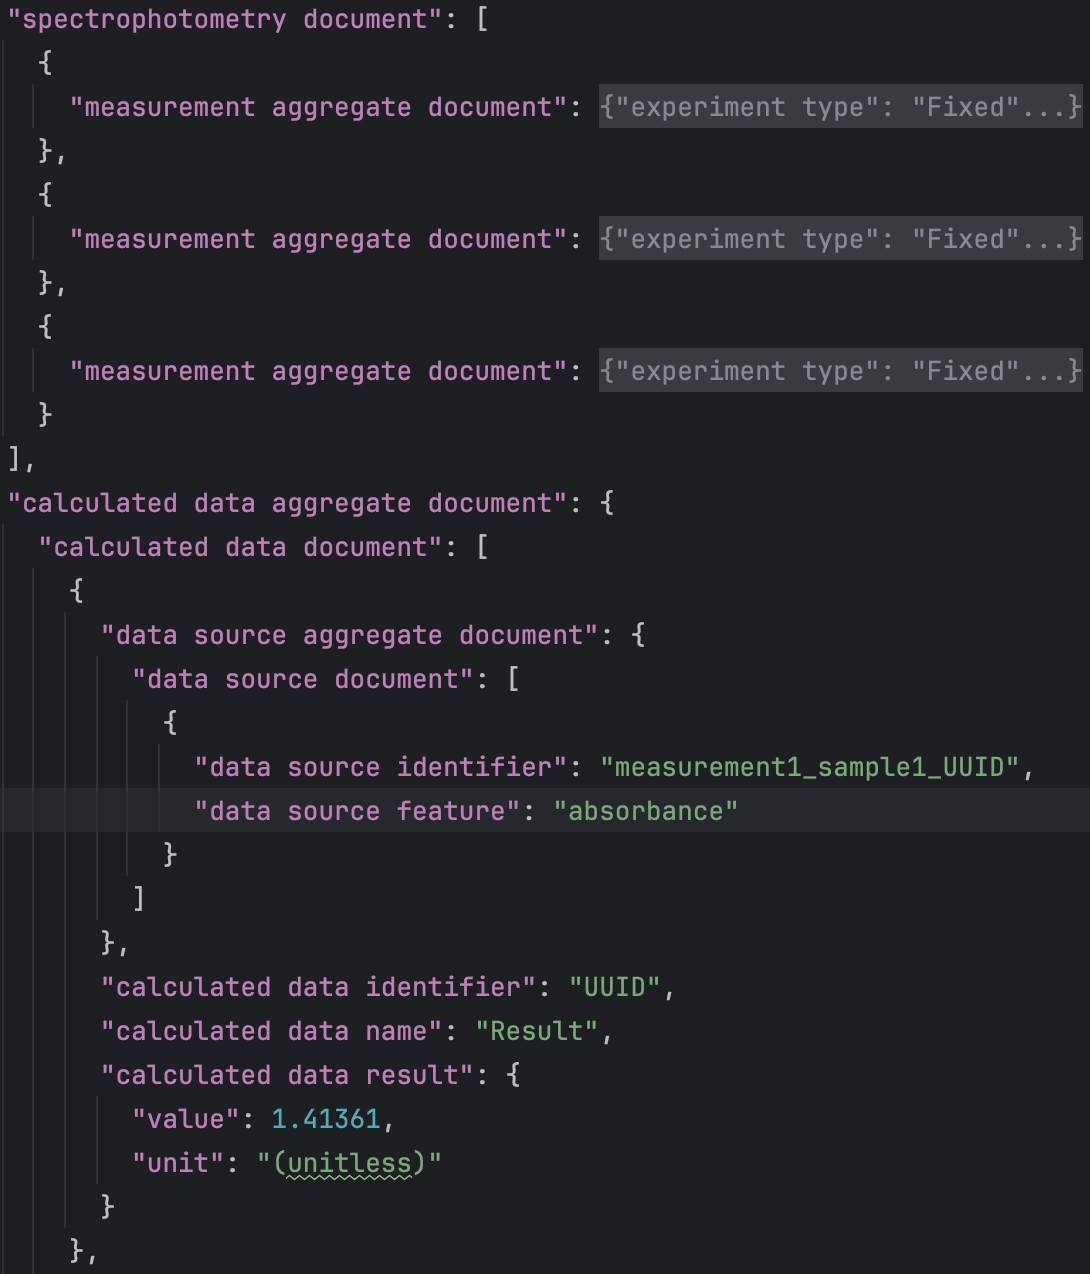 "spectrophotometry document": [
{
"measurement aggregate document": {"experiment type": "Fixed"...}
},
{
"measurement aggregate document": {"experiment type": "Fixed"...}
},
{
"measurement aggregate document": {"experiment type": "Fixed"...}
}
],
"calculated data aggregate document": {
"calculated data document": [
{
"data source aggregate document": {
"data source document": [
{
"data source identifier": "measurement1_sample1_UUID",
"data source feature": "absorbance"
}
]
},
"calculated data identifier": "UUID",
"calculated data name": "Result",
"calculated data result": {
"value": 1.41361,
"unit": "(unitless)"
}
},